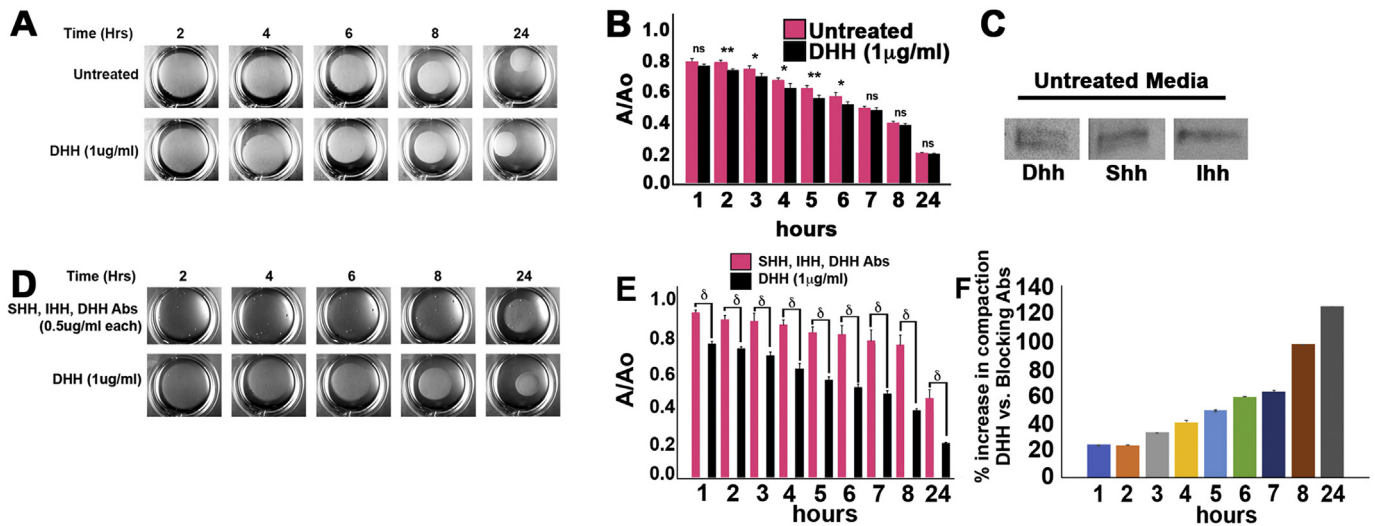 A
Time (Hrs) 2 4 6 8 24
Untreated
DHH (1ug/ml)
B
Untreated
DHH (1µg/ml)
A/Ao
1.0
0.8
0.6
0.4
0.2
0.0
ns ** * * ** * ns ns ns
1 2 3 4 5 6 7 8 24
hours
C
Untreated Media
Dhh Shh Ihh
D
Time (Hrs) 2 4 6 8 24
SHH, IHH, DHH Abs
(0.5ug/ml each)
DHH (1ug/ml)
E
SHH, IHH, DHH Abs
DHH (1µg/ml)
A/Ao
1.0
0.8
0.6
0.4
0.2
0.0
δ δ δ δ δ δ δ δ δ
1 2 3 4 5 6 7 8 24
hours
F
% increase in compaction
DHH vs. Blocking Abs
140
120
100
80
60
40
20
0
1 2 3 4 5 6 7 8 24
hours